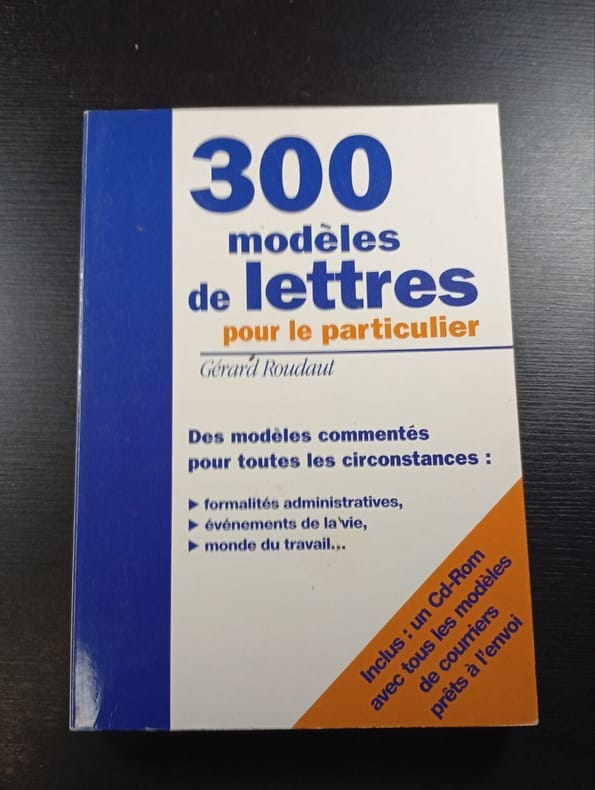 300
modèles
de lettres
pour le particulier
Gérard Roudaut
Des modèles commentés
pour toutes les circonstances :
► formalités administratives,
► événements de la vie,
► monde du travail...
Inclus : un Cd-Rom
avec tous les modèles
de courriers
prêts à l'envoi